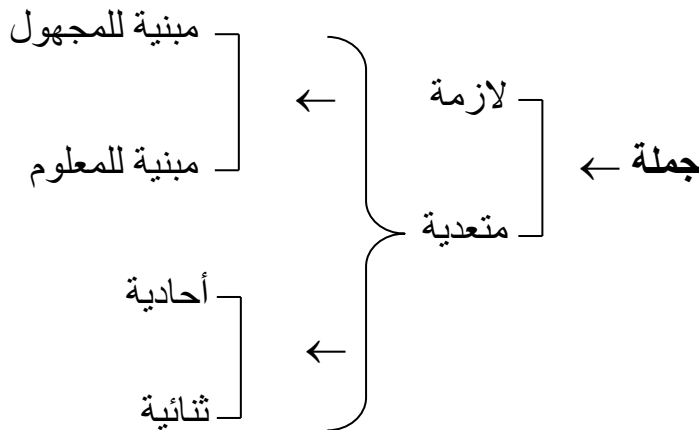 مبنية للمجهول
لازمة
←
جملة ←
مبنية للمعلوم
متعدية
أحادية
←
ثنائية